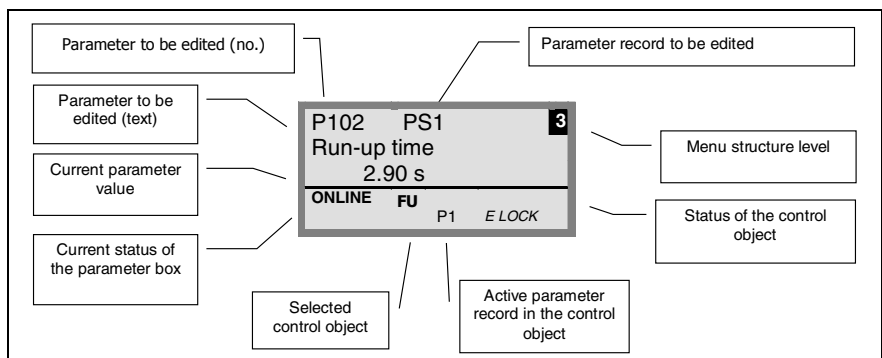 Parameter to be edited (no.)
Parameter record to be edited
Parameter to be
edited (text)
P102 PS1 3
Run-up time
2.90 s
ONLINE FU
P1 E LOCK
Current parameter
value
Current status of
the parameter box
Menu structure level
Status of the control
object
Selected
control object
Active parameter
record in the control
object